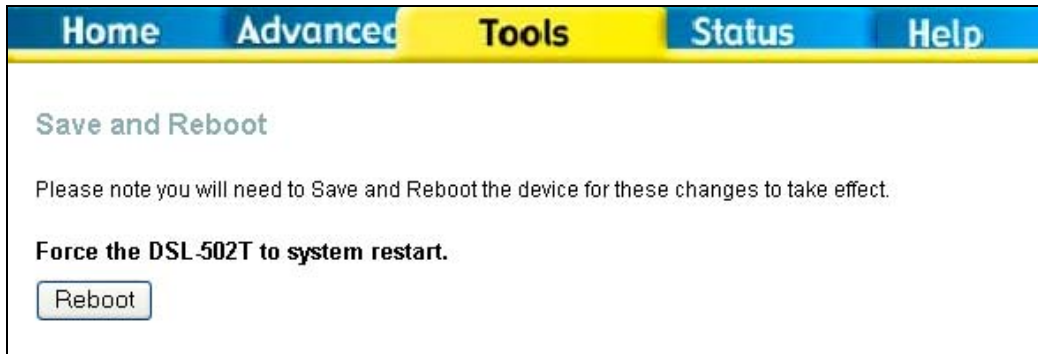 Home Advanced Tools Status Help
Save and Reboot
Please note you will need to Save and Reboot the device for these changes to take effect.
Force the DSL-502T to system restart.
Reboot